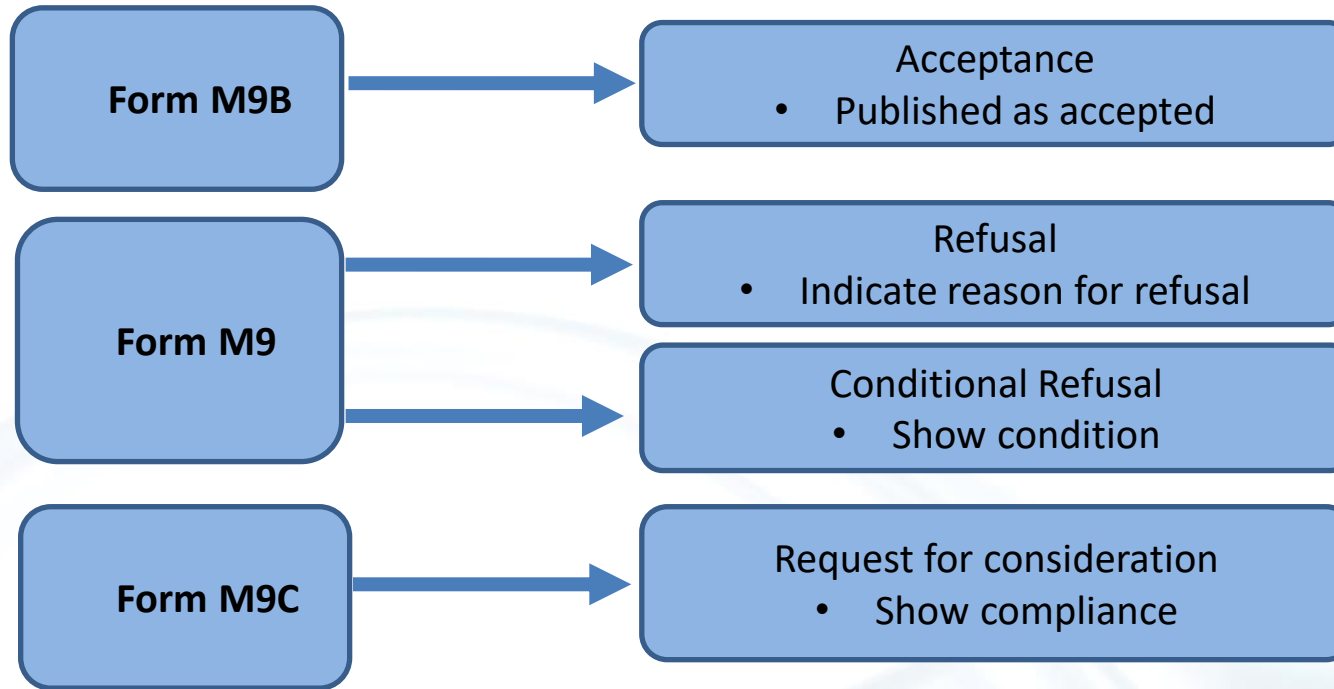 Form M9B
Acceptance
• Published as accepted
Form M9
Refusal
• Indicate reason for refusal
Conditional Refusal
• Show condition
Form M9C
Request for consideration
• Show compliance